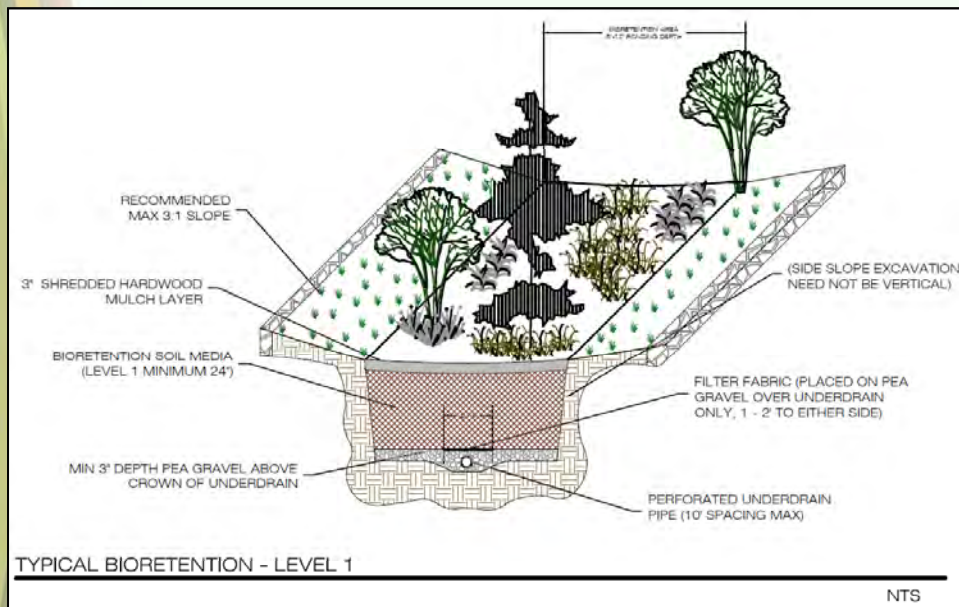 BIORETENTION AREA
RECOMMENDED
MAX 3:1 SLOPE
3" SHREDDED HARDWOOD
MULCH LAYER
(SIDE SLOPE EXCAVATION
NEED NOT BE VERTICAL)
BIORETENTION SOIL MEDIA
(LEVEL 1 MINIMUM 24")
FILTER FABRIC (PLACED ON PEA
GRAVEL OVER UNDERDRAIN
ONLY, 1 - 2' TO EITHER SIDE)
MIN 3" DEPTH PEA GRAVEL ABOVE
CROWN OF UNDERDRAIN
PERFORATED UNDERDRAIN
PIPE (10' SPACING MAX)
TYPICAL BIORETENTION - LEVEL 1
NTS